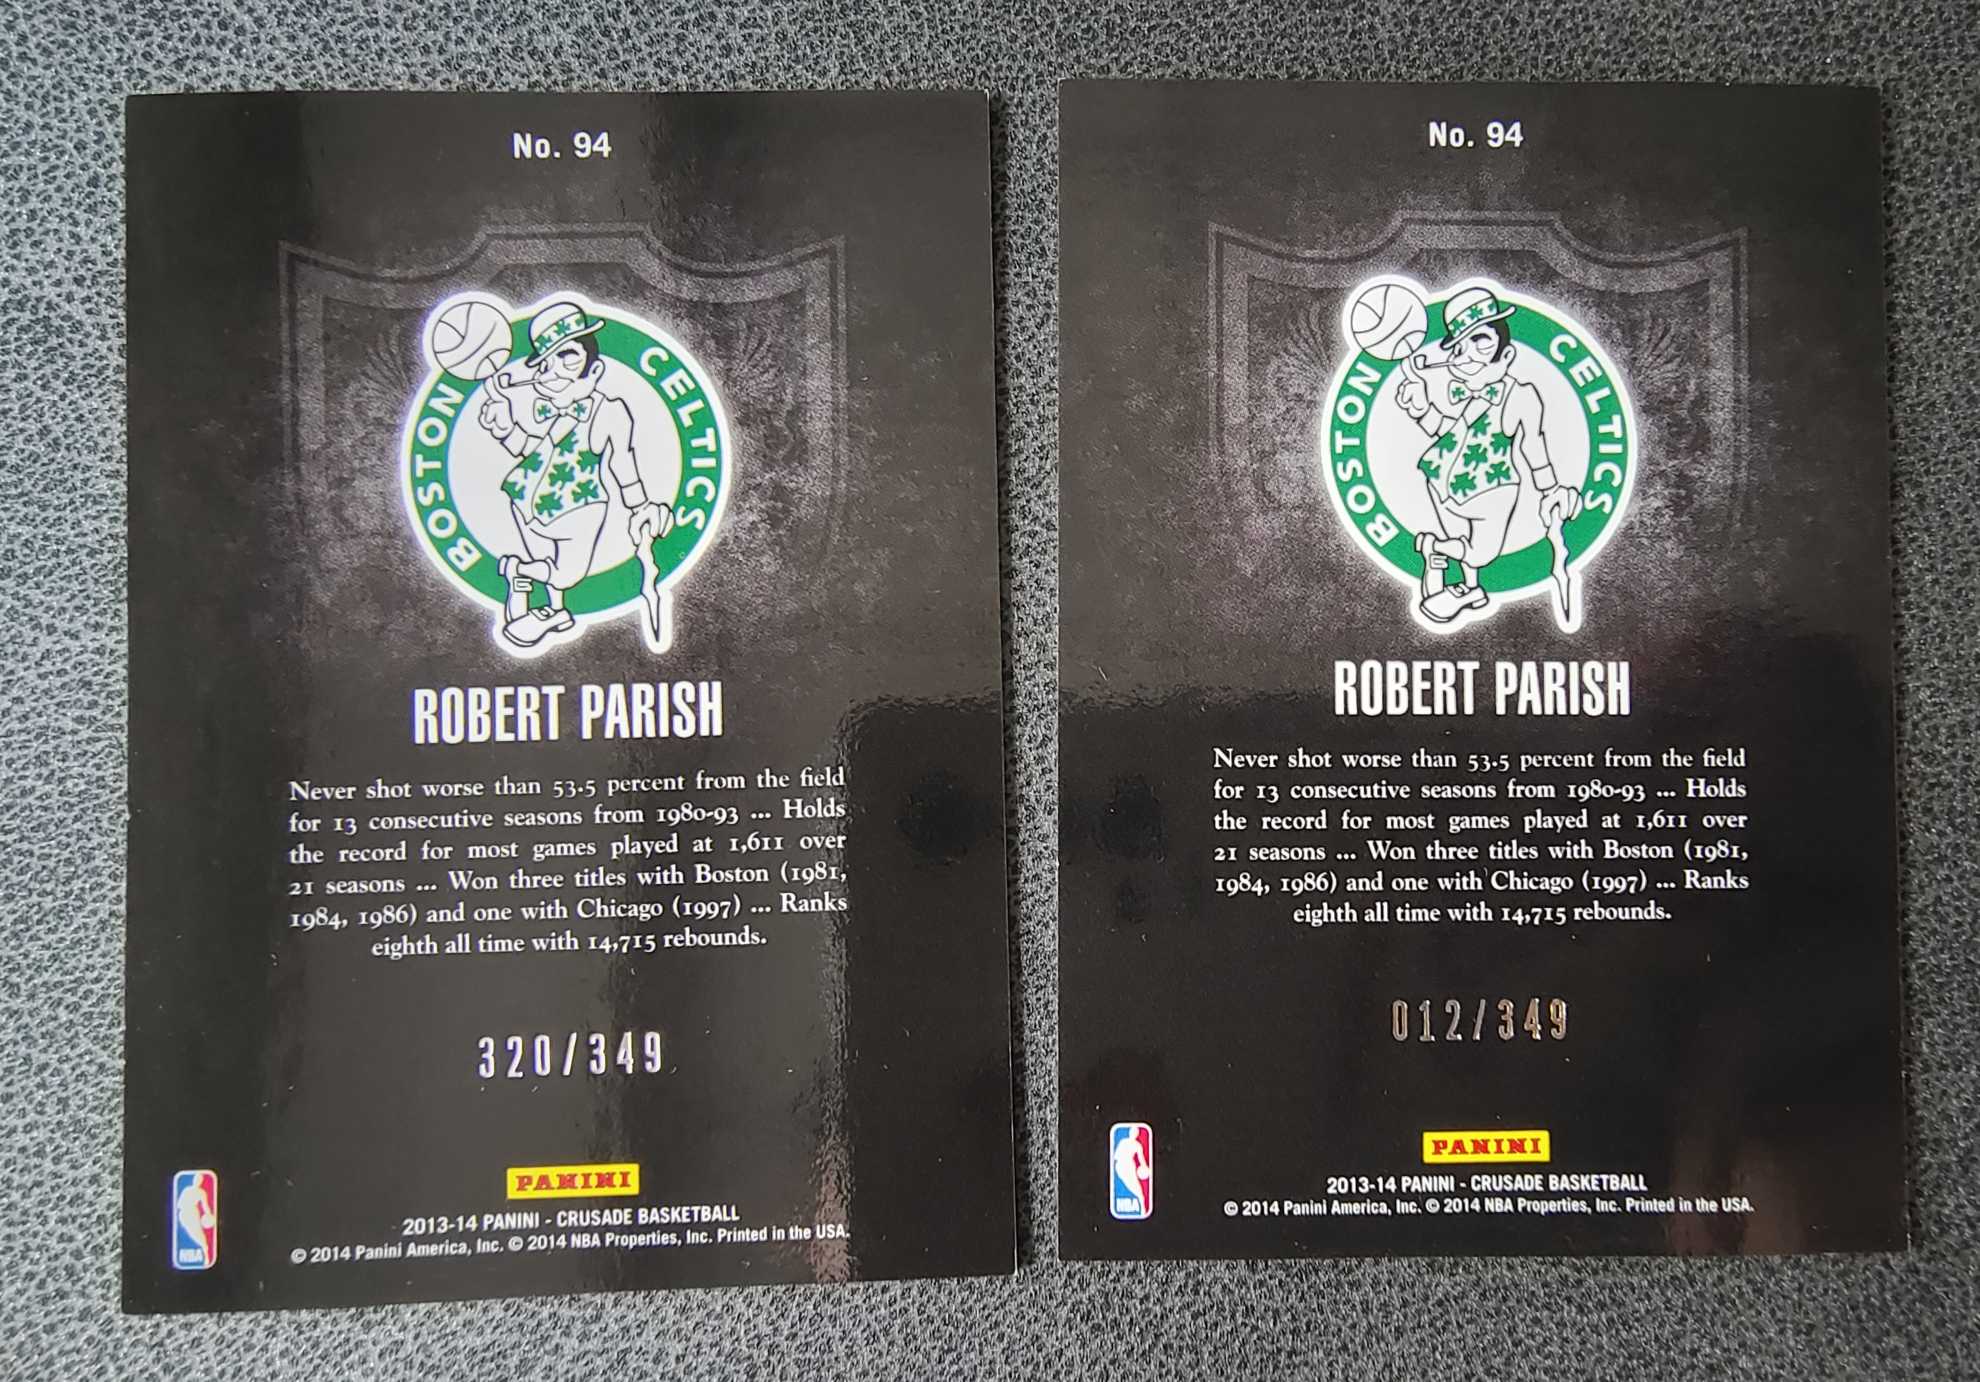 No. 94
BOSTON CELTICS
ROBERT PARISH
Never shot worse than 53.5 percent from the field
for 13 consecutive seasons from 1980-93 ... Holds
the record for most games played at 1,611 over
21 seasons ... Won three titles with Boston (1981,
1984, 1986) and one with Chicago (1997) ... Ranks
eighth all time with 14,715 rebounds.
320/349
NBA
PANINI
2013-14 PANINI - CRUSADE BASKETBALL
© 2014 Panini America, Inc. © 2014 NBA Properties, Inc. Printed in the USA.
No. 94
BOSTON CELTICS
ROBERT PARISH
Never shot worse than 53.5 percent from the field
for 13 consecutive seasons from 1980-93 ... Holds
the record for most games played at 1,611 over
21 seasons ... Won three titles with Boston (1981,
1984, 1986) and one with Chicago (1997) ... Ranks
eighth all time with 14,715 rebounds.
012/349
NBA
PANINI
2013-14 PANINI - CRUSADE BASKETBALL
© 2014 Panini America, Inc. © 2014 NBA Properties, Inc. Printed in the USA.